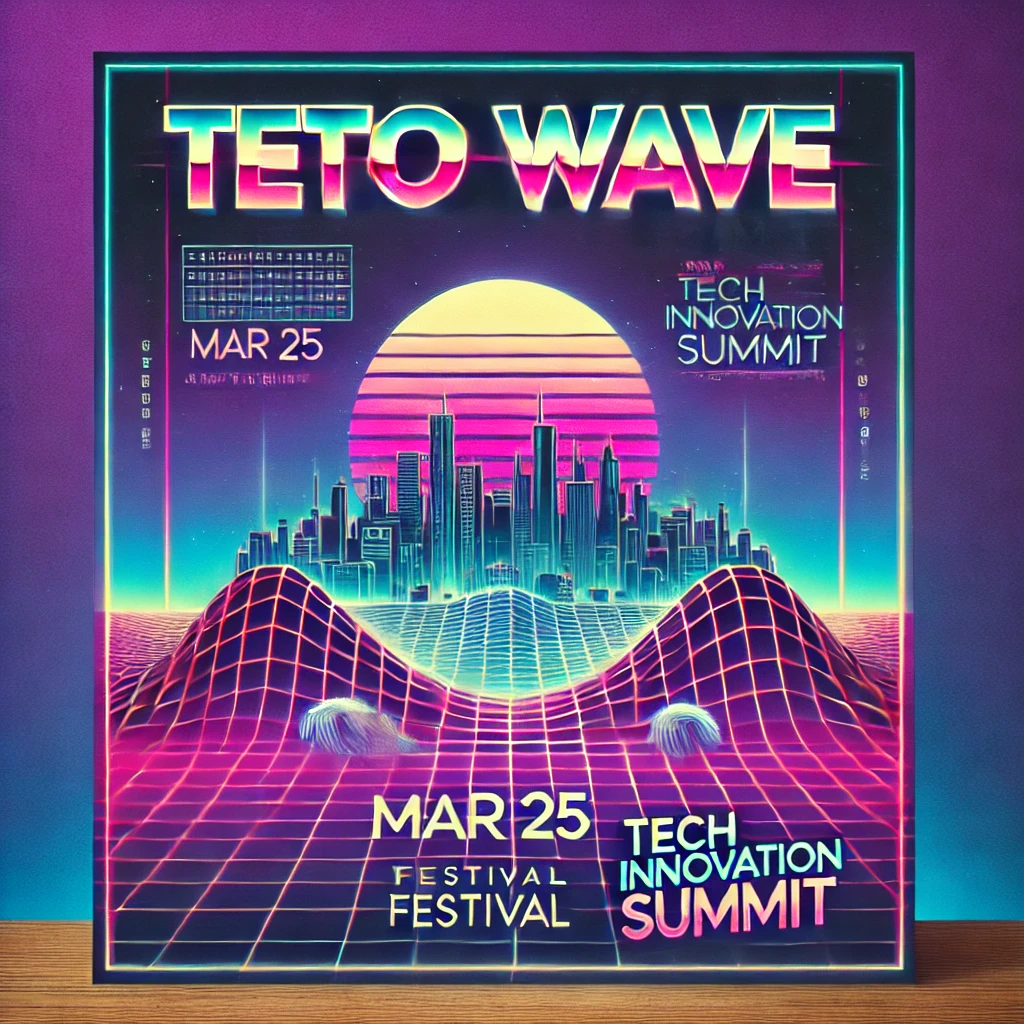 TETO WAVE
MAR 25
TECH
INNOVATION
SUMMIT
MAR 25
FESTIVAL
FESTIVAL
TECH
INNOVATION
SUMMIT